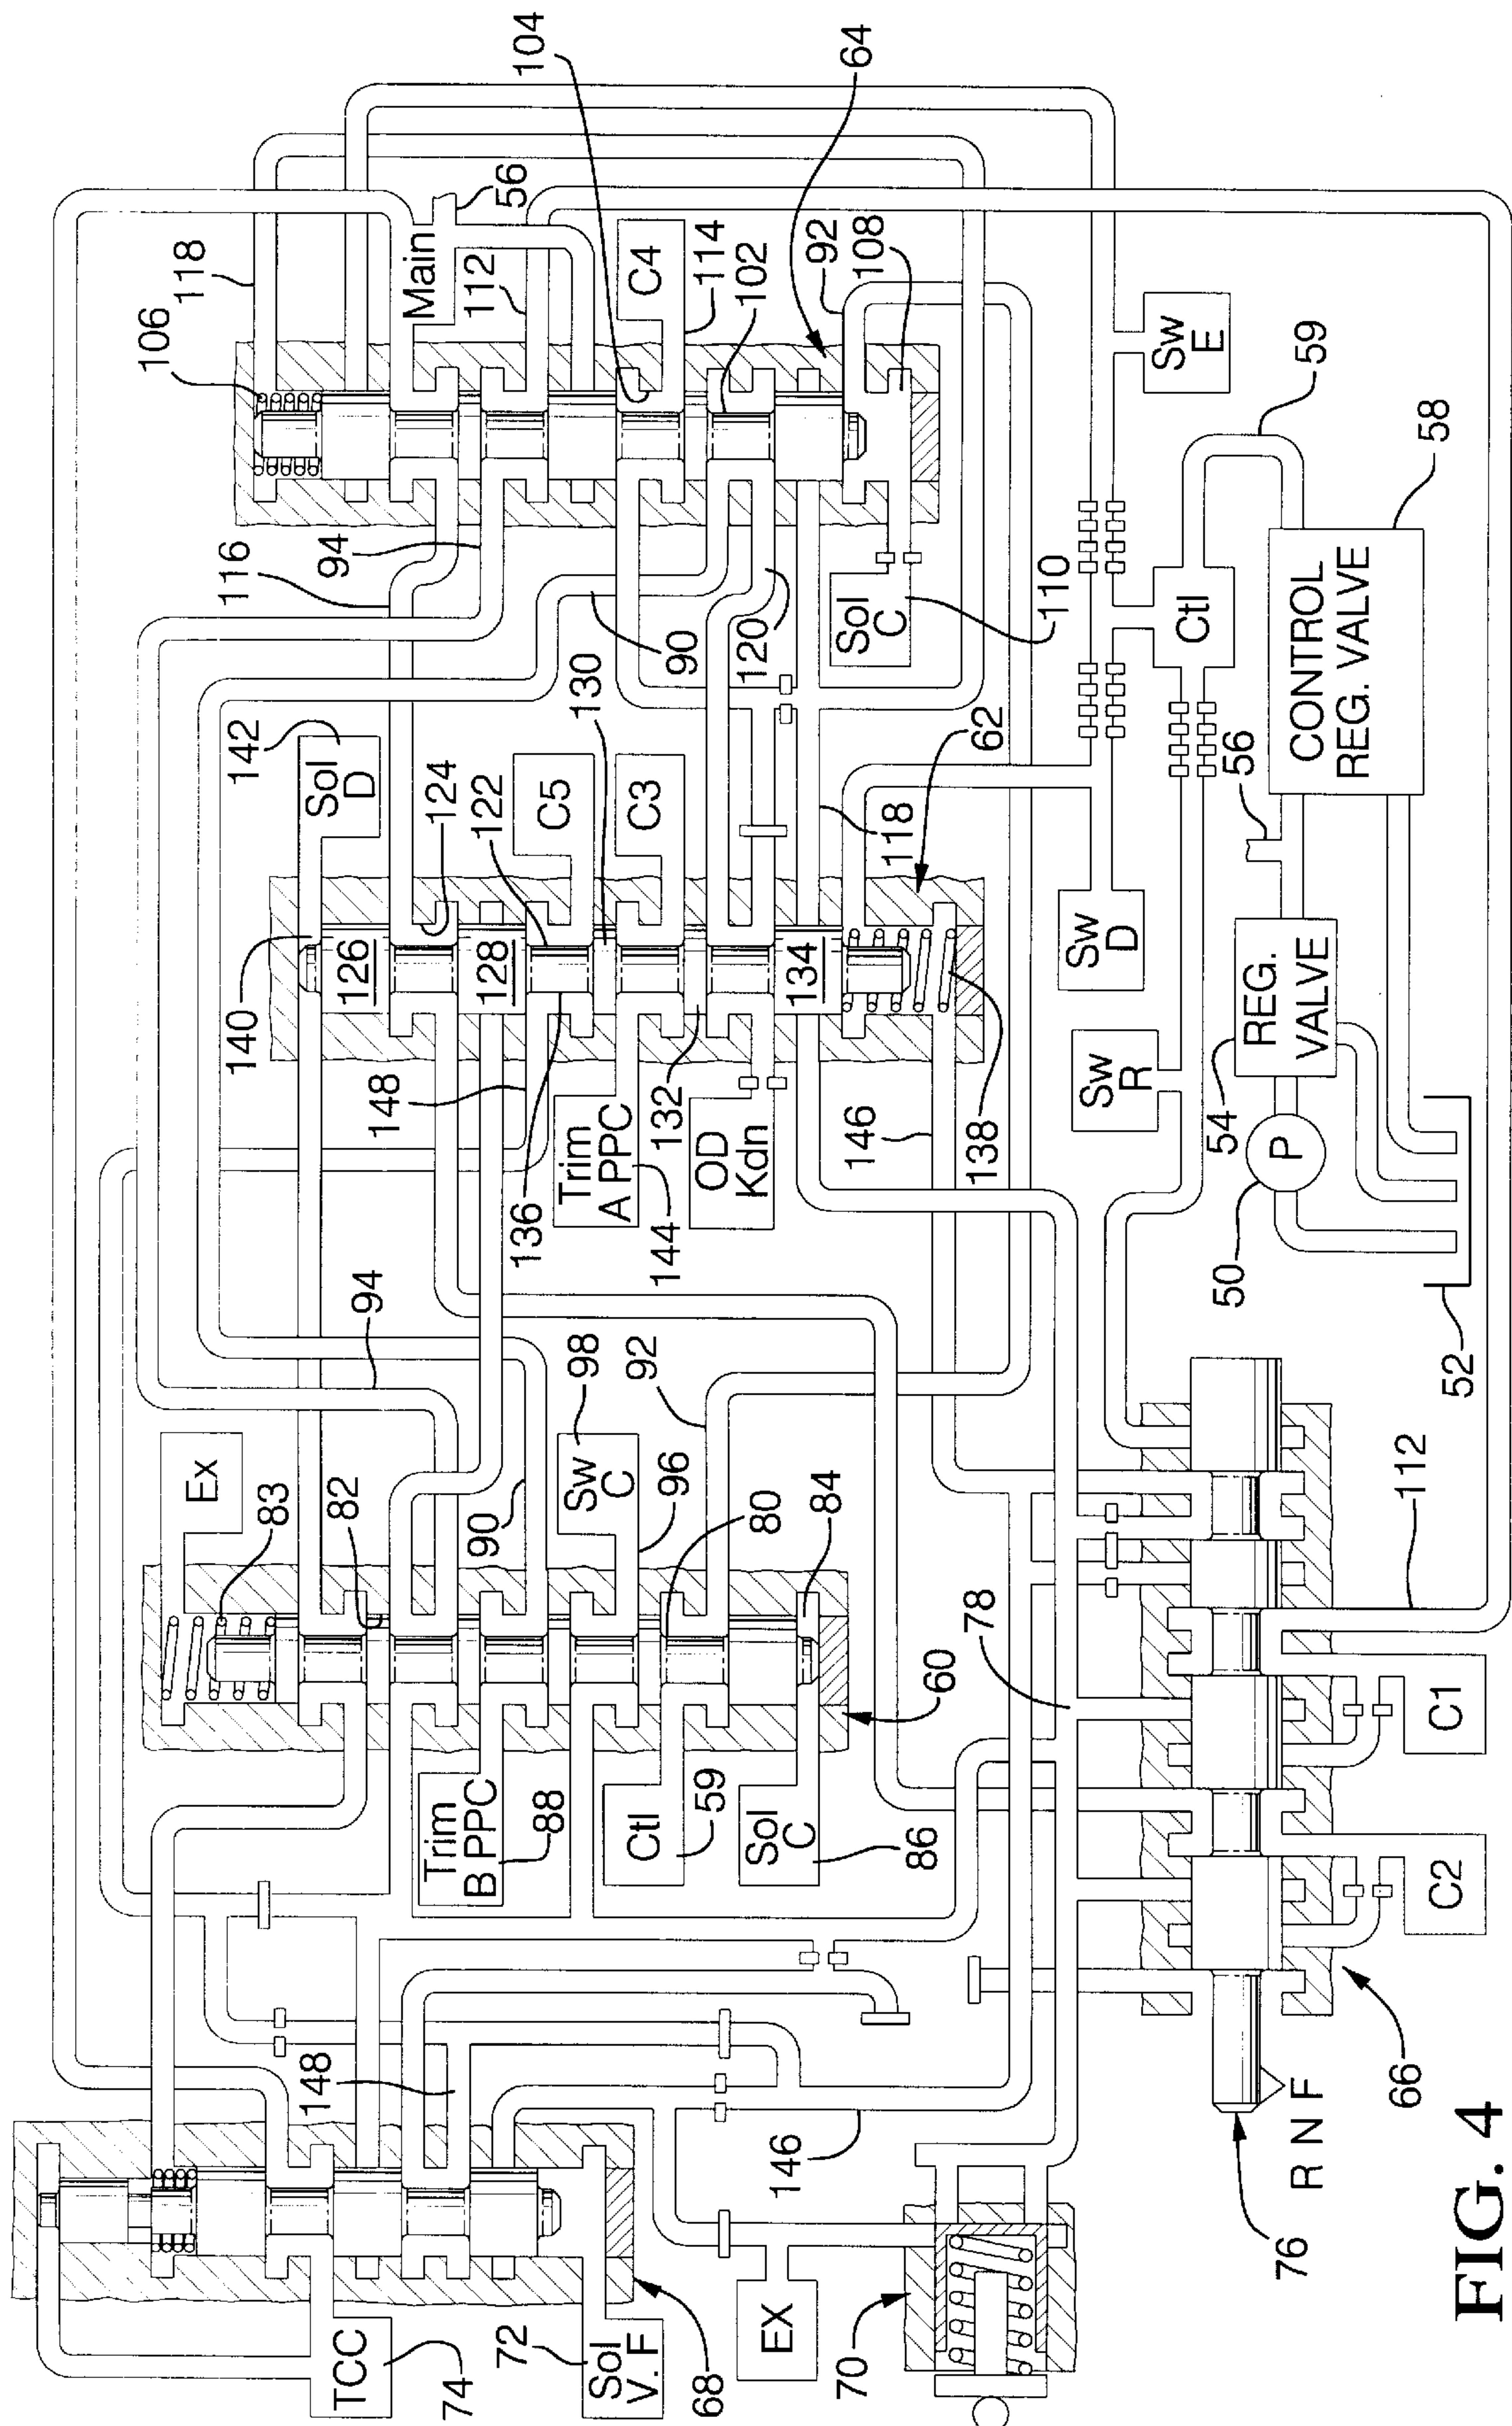 104
64
118
56
92
108
106
Main
112
C4
114
102
Sw
E
59
58
116
94
90
120
Sol
C
110
130
142
Sol
D
124
122
C5
C3
118
62
Ctl
CONTROL
REG. VALVE
56
140
126
128
134
Sw
D
148
136
Trim
A PPC
144
132
OD
Kdn
146
138
Sw
R
54
REG.
VALVE
P
50
52
94
Ex
83
82
90
Sw
C
98
96
92
80
84
60
78
112
Trim
B PPC
88
Ctl
59
Sol
C
86
C1
C2
66
148
146
76
R N F
TCC
74
72
Sol
V. F
68
EX
70
FIG. 4